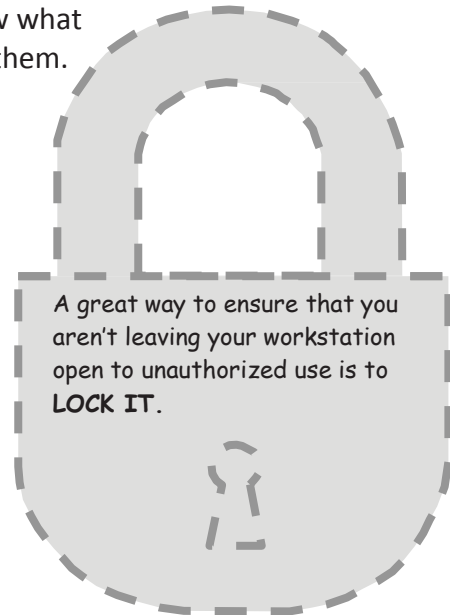 what
them.
A great way to ensure that you
aren't leaving your workstation
open to unauthorized use is to
LOCK IT.